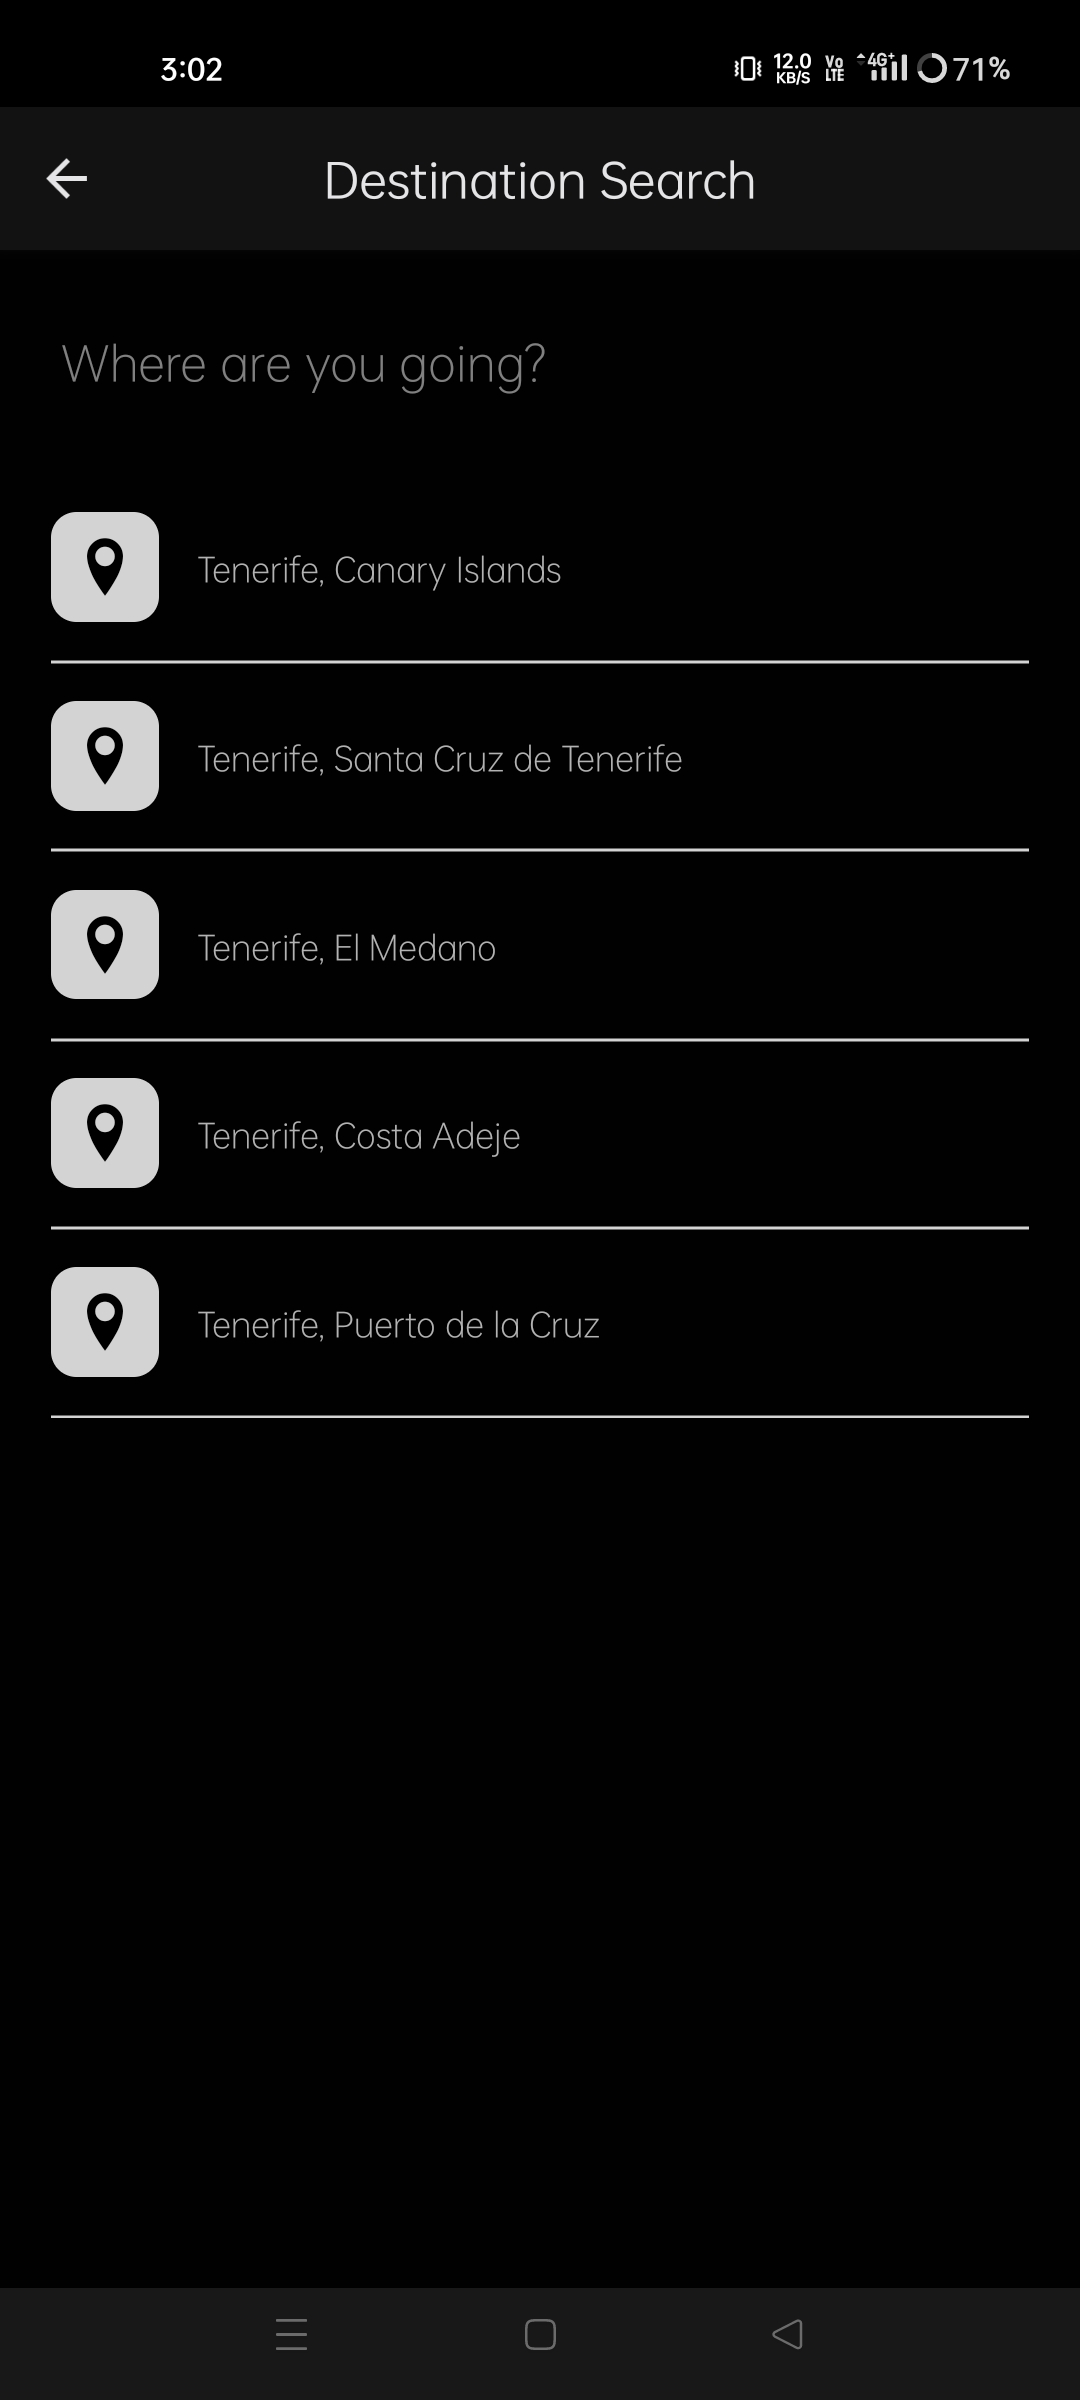 3:02
12.0
KB/S
Vo
LTE
4G+
71%
Destination Search
Where are you going?
Tenerife, Canary Islands
Tenerife, Santa Cruz de Tenerife
Tenerife, El Medano
Tenerife, Costa Adeje
Tenerife, Puerto de la Cruz